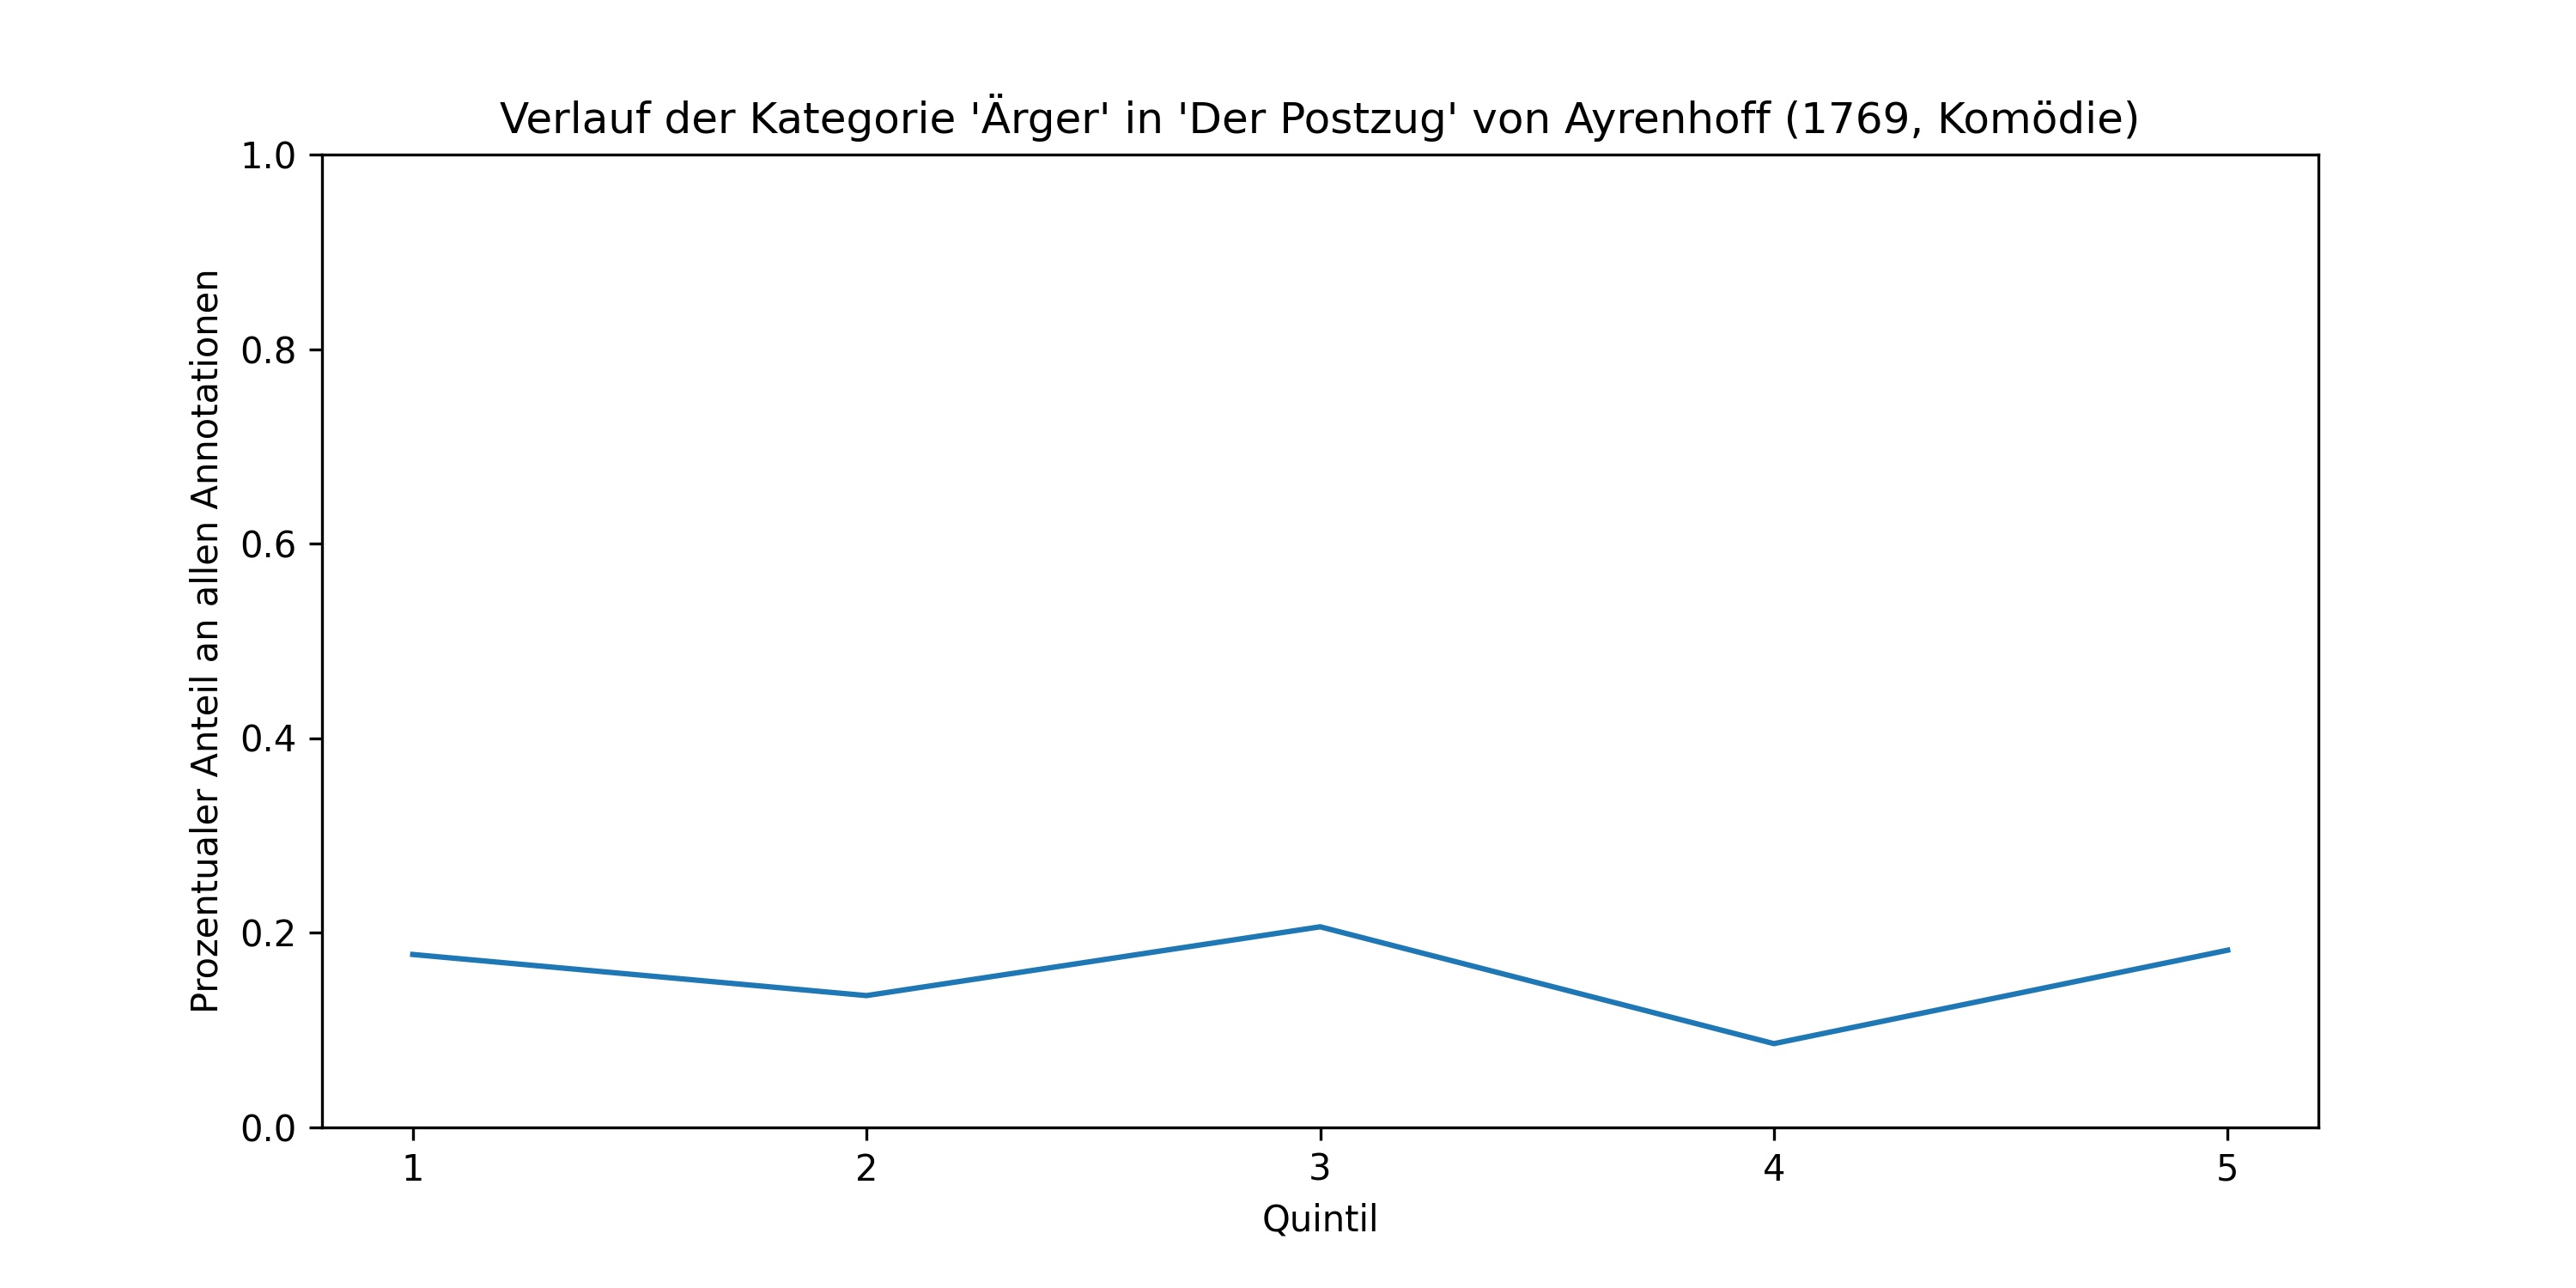 Verlauf der Kategorie 'Ärger' in 'Der Postzug' von Ayrenhoff (1769, Komödie)
Prozentualer Anteil an allen Annotationen
1.0
0.8
0.6
0.4
0.2
0.0
1 2 3 4 5
Quintil